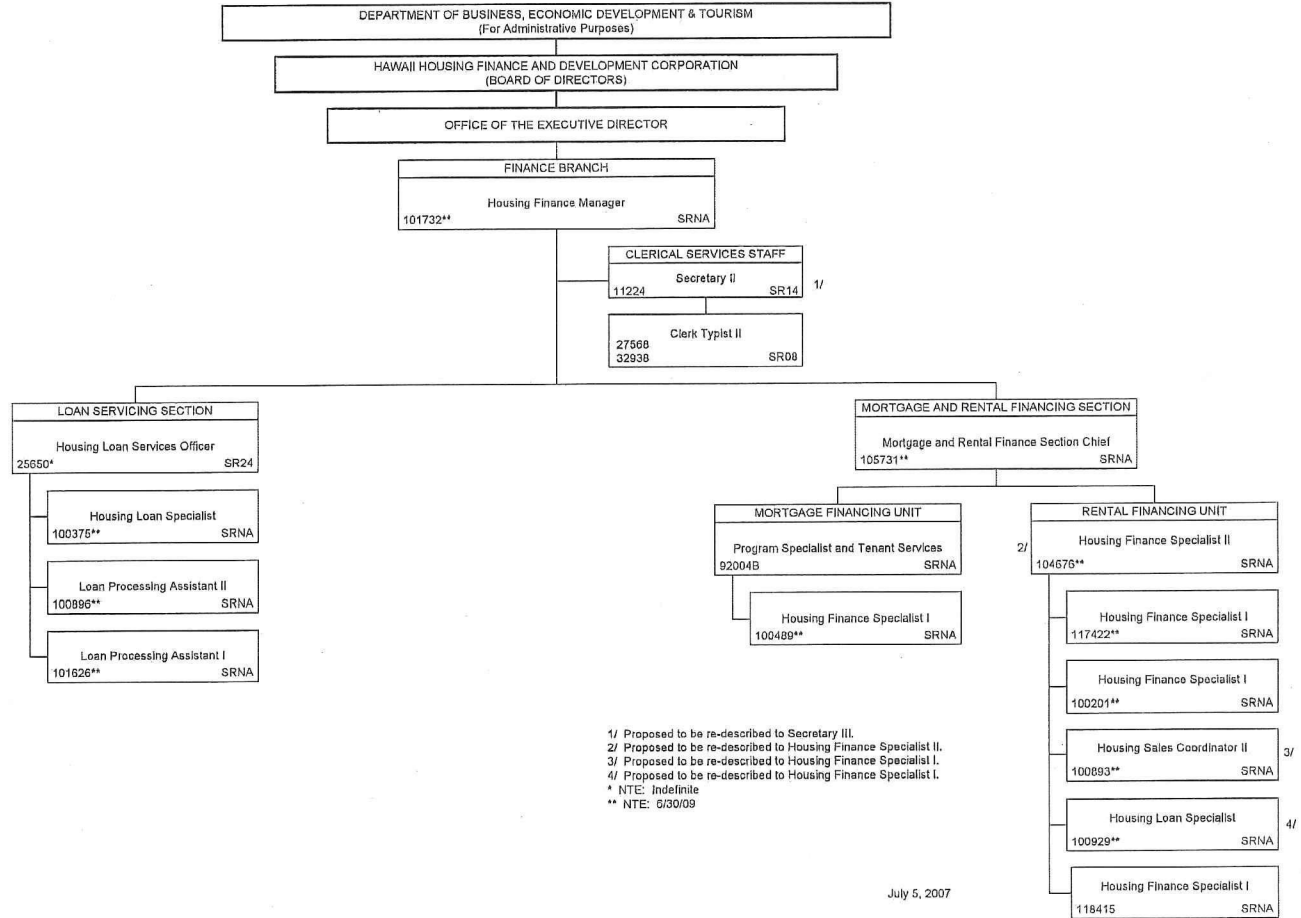 DEPARTMENT OF BUSINESS, ECONOMIC DEVELOPMENT & TOURISM
(For Administrative Purposes)
HAWAII HOUSING FINANCE AND DEVELOPMENT CORPORATION
(BOARD OF DIRECTORS)
OFFICE OF THE EXECUTIVE DIRECTOR
FINANCE BRANCH
Housing Finance Manager
101732** SRNA
CLERICAL SERVICES STAFF
Secretary II
11224 SR14 1/
Clerk Typist II
27568
32938 SR08
LOAN SERVICING SECTION
Housing Loan Services Officer
25650* SR24
Housing Loan Specialist
100375** SRNA
Loan Processing Assistant II
100896** SRNA
Loan Processing Assistant I
101626** SRNA
MORTGAGE AND RENTAL FINANCING SECTION
Mortgage and Rental Finance Section Chief
105731** SRNA
MORTGAGE FINANCING UNIT
Program Specialist and Tenant Services
92004B SRNA
Housing Finance Specialist I
100489** SRNA
RENTAL FINANCING UNIT
2/ Housing Finance Specialist II
104676** SRNA
Housing Finance Specialist I
117422** SRNA
Housing Finance Specialist I
100201** SRNA
Housing Sales Coordinator II 3/
100893** SRNA
Housing Loan Specialist 4/
100929** SRNA
Housing Finance Specialist I
118415 SRNA
1/ Proposed to be re-described to Secretary III.
2/ Proposed to be re-described to Housing Finance Specialist II.
3/ Proposed to be re-described to Housing Finance Specialist I.
4/ Proposed to be re-described to Housing Finance Specialist I.
* NTE: Indefinite
** NTE: 6/30/09
July 5, 2007